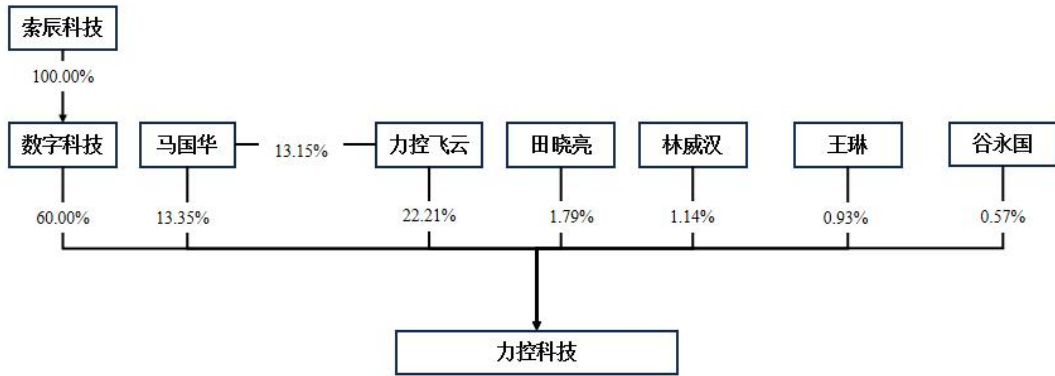 索辰科技
100.00%
数字科技
马国华
13.15%
力控飞云
田晓亮
林威汉
王琳
谷永国
60.00%
13.35%
22.21%
1.79%
1.14%
0.93%
0.57%
力控科技